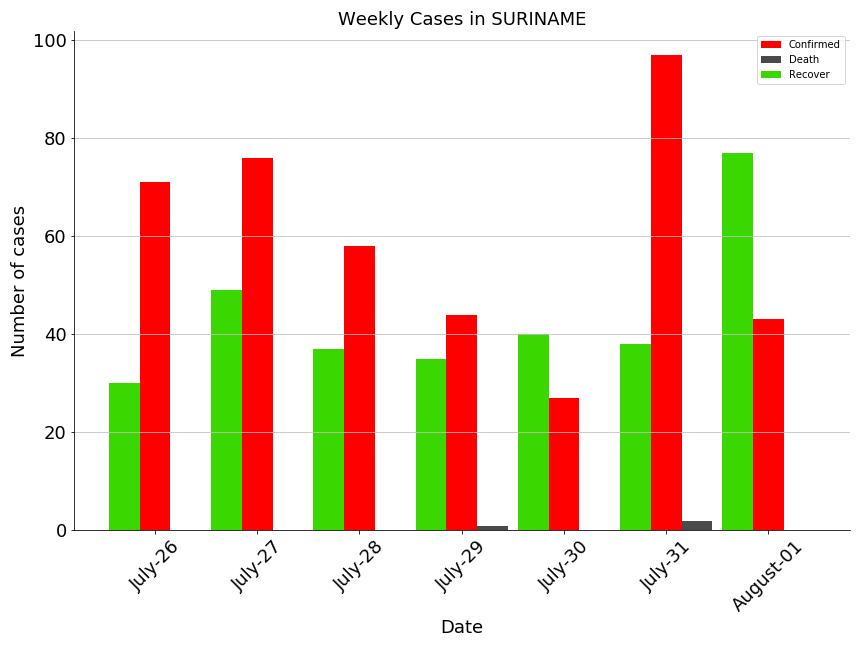 Weekly Cases in SURINAME
Confirmed
Death
Recover
Number of cases
100
80
60
40
20
0
July-26
July-27
July-28
July-29
July-30
July-31
August-01
Date